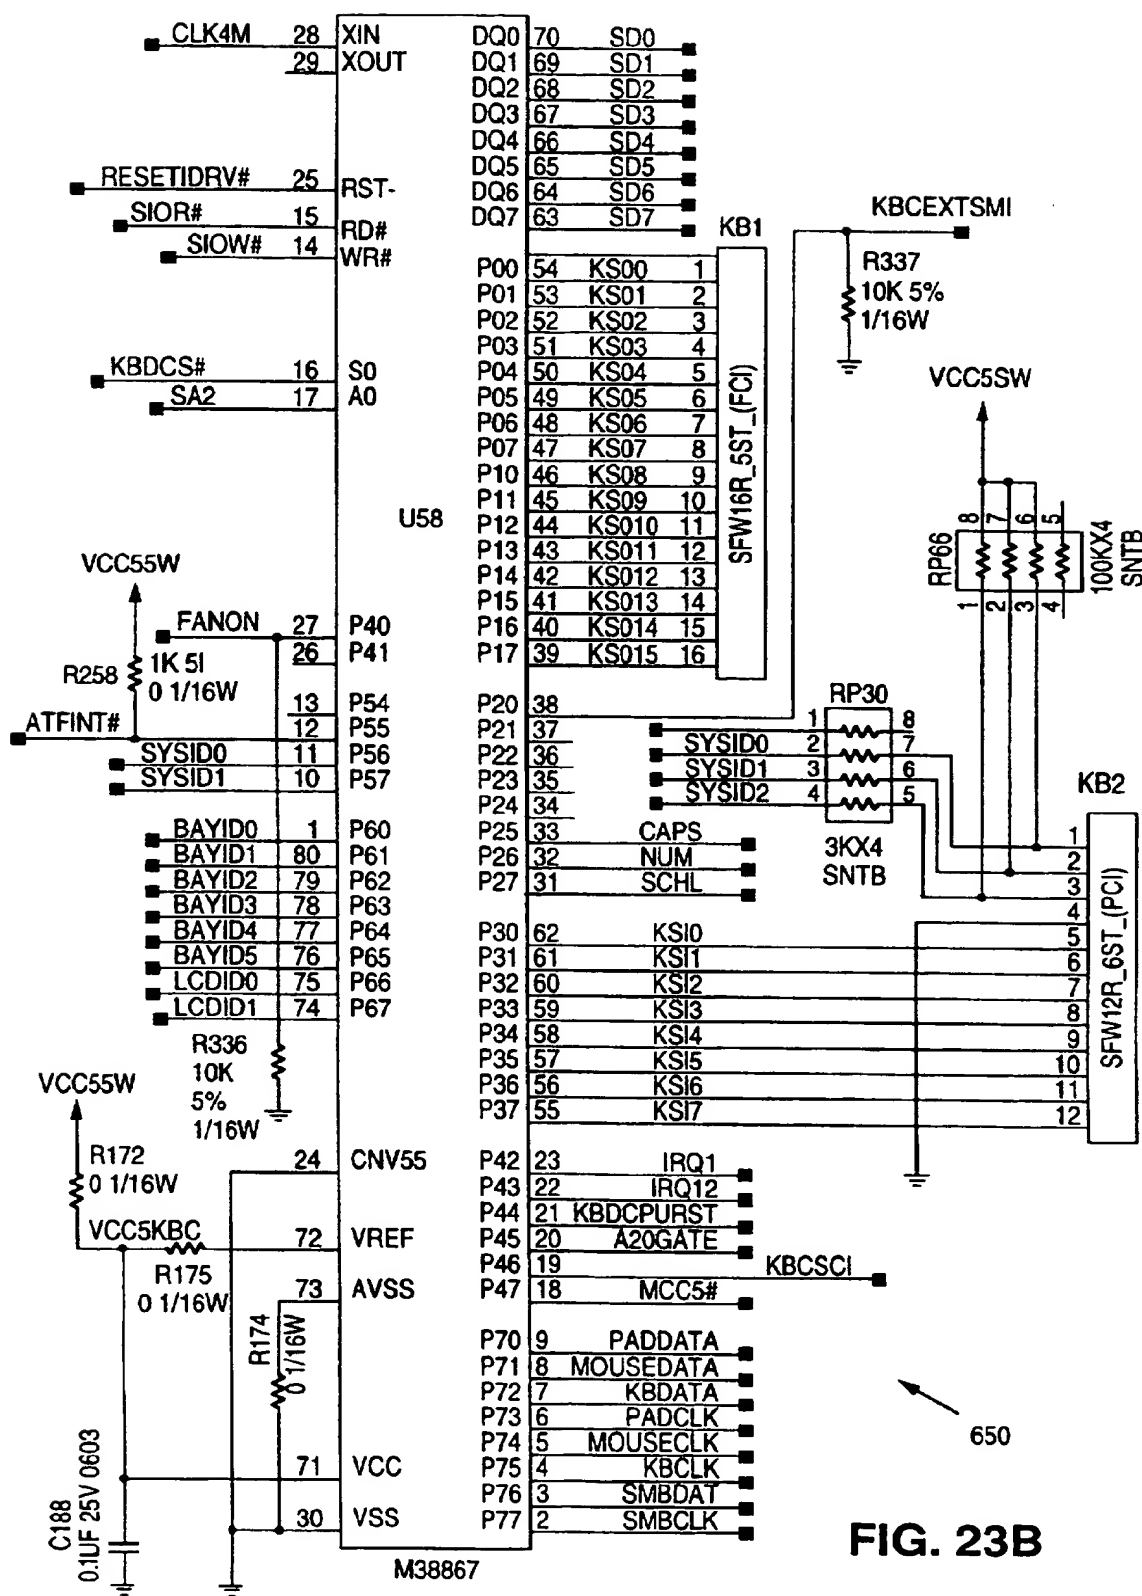 CLK4M 28 XIN
29 XOUT
RESETIDRV# 25 RST-
SIOR# 15 RD#
SIOW# 14 WR#
KBDCS# 16 S0
SA2 17 A0
U58
VCC55W
FANON 27 P40
26 P41
R258 1K 5I
0 1/16W
13 P54
ATFINT# 12 P55
SYSID0 11 P56
SYSID1 10 P57
BAYID0 1 P60
BAYID1 80 P61
BAYID2 79 P62
BAYID3 78 P63
BAYID4 77 P64
BAYID5 76 P65
LCDID0 75 P66
LCDID1 74 P67
R336
10K
5%
1/16W
VCC55W
R172
0 1/16W
24 CNV55
VCC5KBC
72 VREF
R175
0 1/16W
73 AVSS
R174
0 1/16W
71 VCC
C188
0.1UF 25V 0603
30 VSS
M38867
DQ0 70 SD0
DQ1 69 SD1
DQ2 68 SD2
DQ3 67 SD3
DQ4 66 SD4
DQ5 65 SD5
DQ6 64 SD6
DQ7 63 SD7
KB1
P00 54 KS00 1
P01 53 KS01 2
P02 52 KS02 3
P03 51 KS03 4
P04 50 KS04 5
P05 49 KS05 6
P06 48 KS06 7
P07 47 KS07 8
P10 46 KS08 9
P11 45 KS09 10
P12 44 KS010 11
P13 43 KS011 12
P14 42 KS012 13
P15 41 KS013 14
P16 40 KS014 15
P17 39 KS015 16
SFW16R_5ST_(FCI)
KBCEXTSMI
R337
10K 5%
1/16W
VCC5SW
8 7 6 5
RP66
100KX4
SNTB
1 2 3 4
P20 38
P21 37
P22 36
P23 35
P24 34
P25 33 CAPS
P26 32 NUM
P27 31 SCHL
RP30
1 8
SYSID0 2 7
SYSID1 3 6
SYSID2 4 5
3KX4
SNTB
KB2
1
2
3
4
P30 62 KSI0 5
P31 61 KSI1 6
P32 60 KSI2 7
P33 59 KSI3 8
P34 58 KSI4 9
P35 57 KSI5 10
P36 56 KSI6 11
P37 55 KSI7 12
SFW12R_6ST_(PCI)
P42 23 IRQ1
P43 22 IRQ12
P44 21 KBDCPURST
P45 20 A20GATE
P46 19 KBCSCI
P47 18 MCC5#
P70 9 PADDATA
P71 8 MOUSEDATA
P72 7 KBDATA
P73 6 PADCLK
P74 5 MOUSECLK
P75 4 KBCLK
P76 3 SMBDAT
P77 2 SMBCLK
650
FIG. 23B